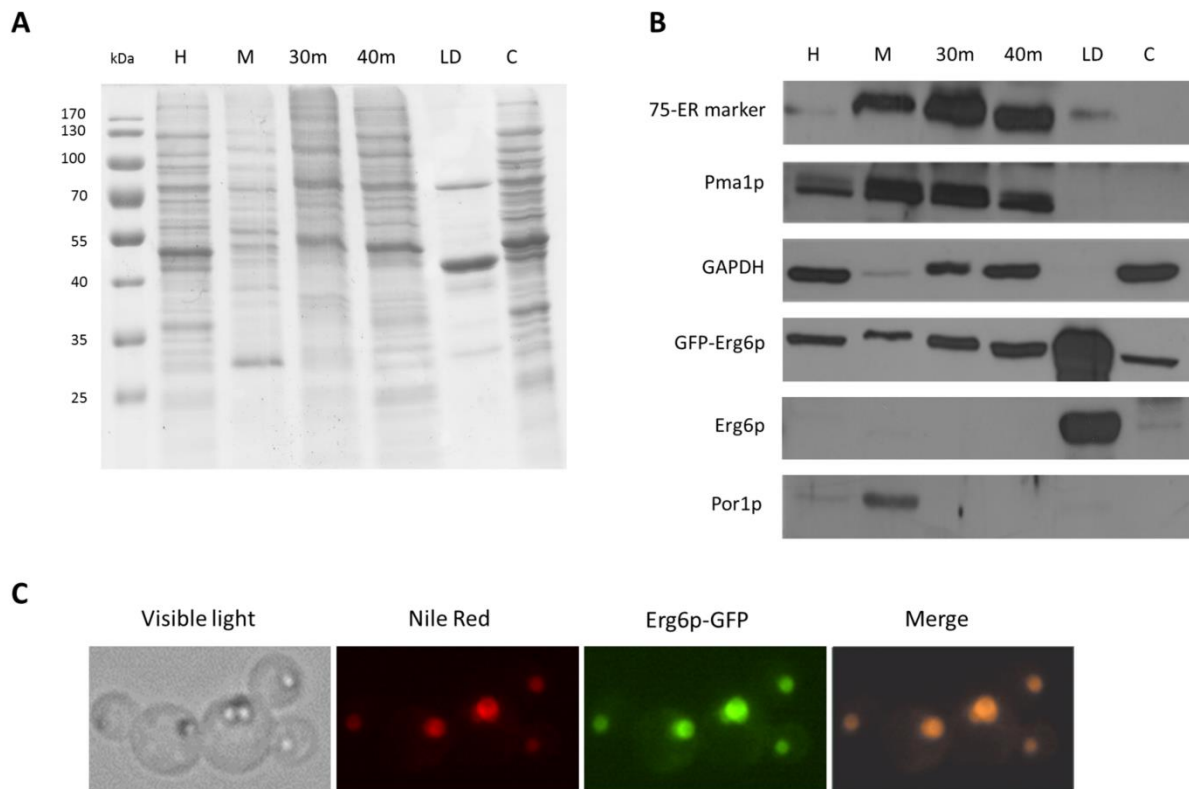 A
kDa H M 30m 40m LD C
170
130
100
70
55
40
35
25
B
H M 30m 40m LD C
75-ER marker
Pma1p
GAPDH
GFP-Erg6p
Erg6p
Por1p
C
Visible light Nile Red Erg6p-GFP Merge